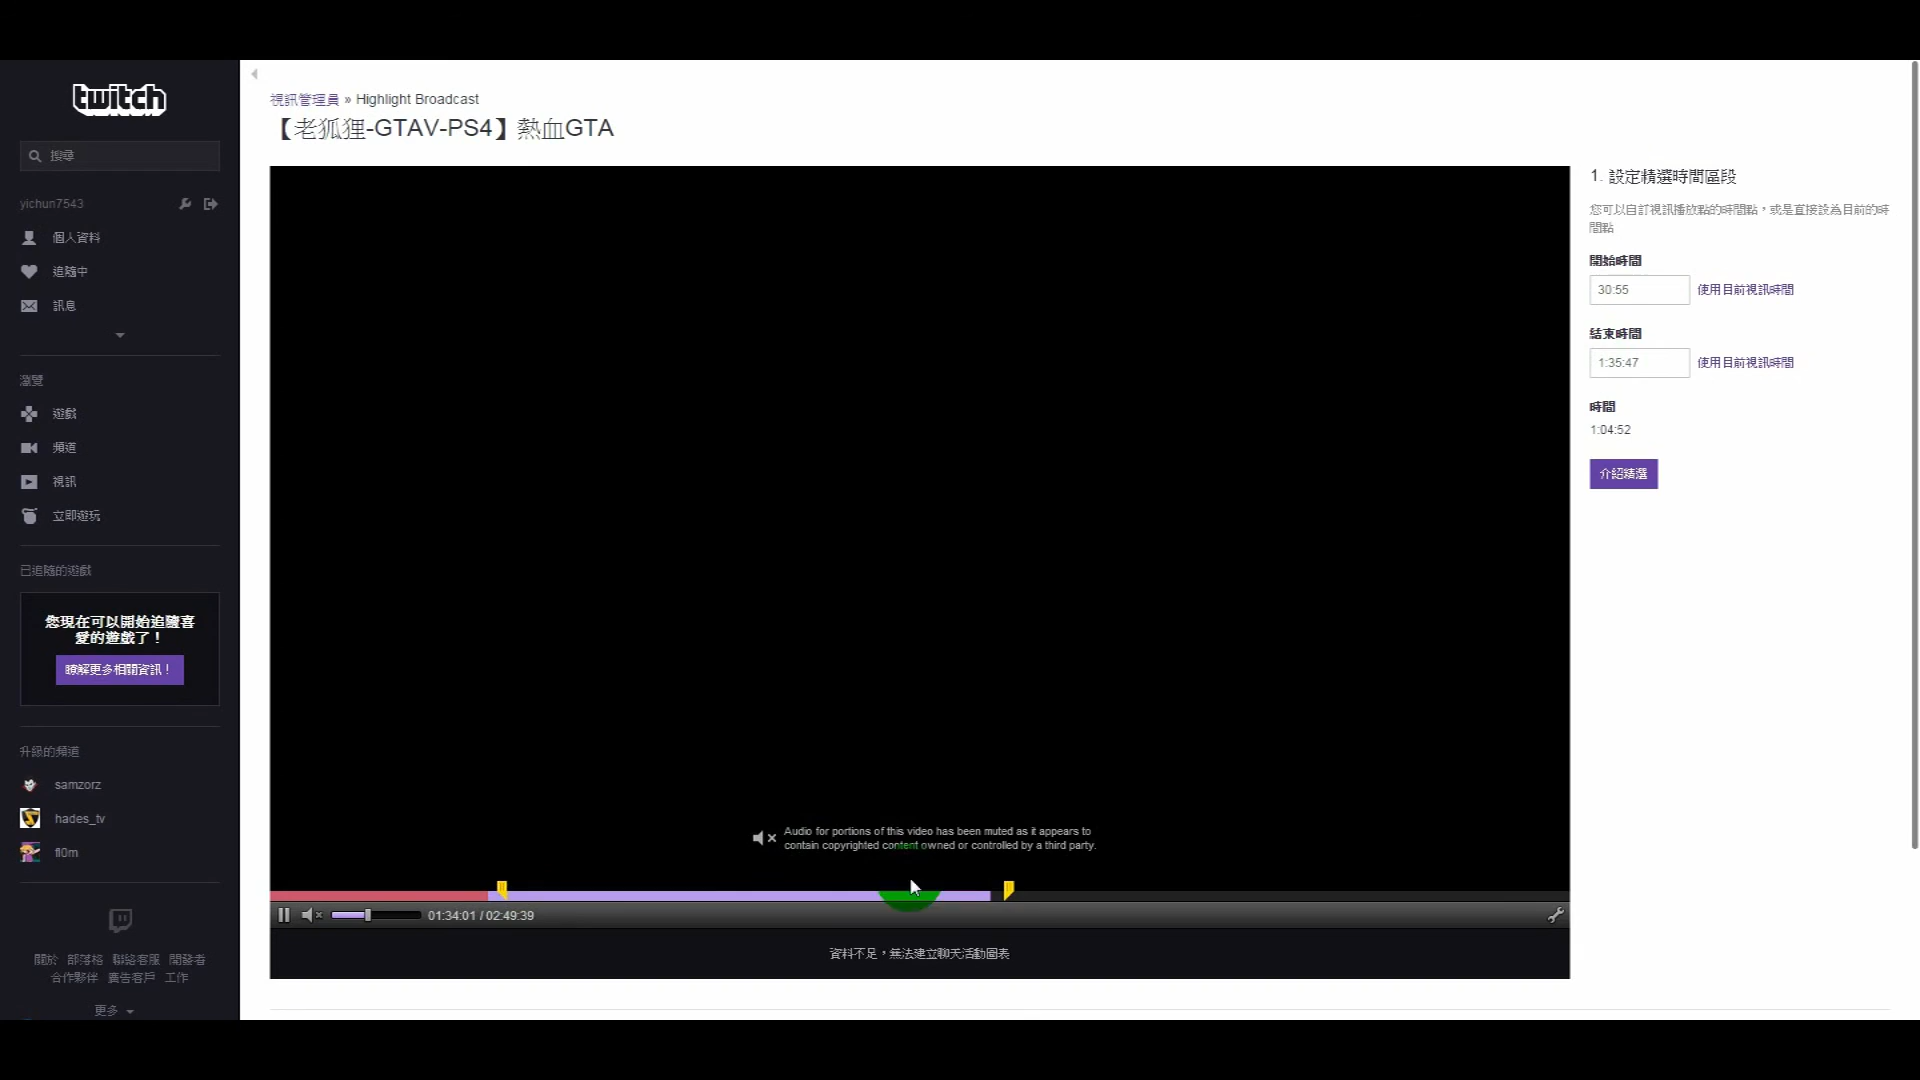 twitch
搜尋
yichun7543
個人資料
追隨中
訊息
瀏覽
遊戲
頻道
視訊
立即遊玩
已追隨的遊戲
您現在可以開始追隨喜
愛的遊戲了！
瞭解更多相關資訊！
升級的頻道
samzorz
hades_tv
fl0m
關於 部落格 聯絡客服 開發者
合作夥伴 廣告客戶 工作
更多
視訊管理員 » Highlight Broadcast
【老狐狸-GTAV-PS4】熱血GTA
Audio for portions of this video has been muted as it appears to
contain copyrighted content owned or controlled by a third party.
01:34:01 / 02:49:39
資料不足，無法建立聊天活動圖表
1. 設定精選時間區段
您可以自訂視訊播放點的時間點，或是直接設為目前的時
間點
開始時間
30:55 使用目前視訊時間
結束時間
1:35:47 使用目前視訊時間
時間
1:04:52
介紹精選